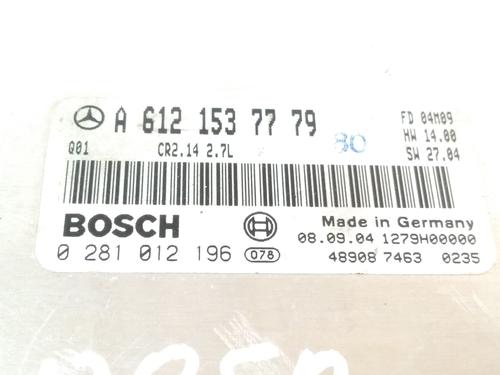 A 612 153 77 79
FD 04M09
Q01 CR2.14 2.7L
80
HW 14.00
SW 27.04
BOSCH
Made in Germany
0 281 012 196 078
08.09.04 1279H00000
48908 7463 0235